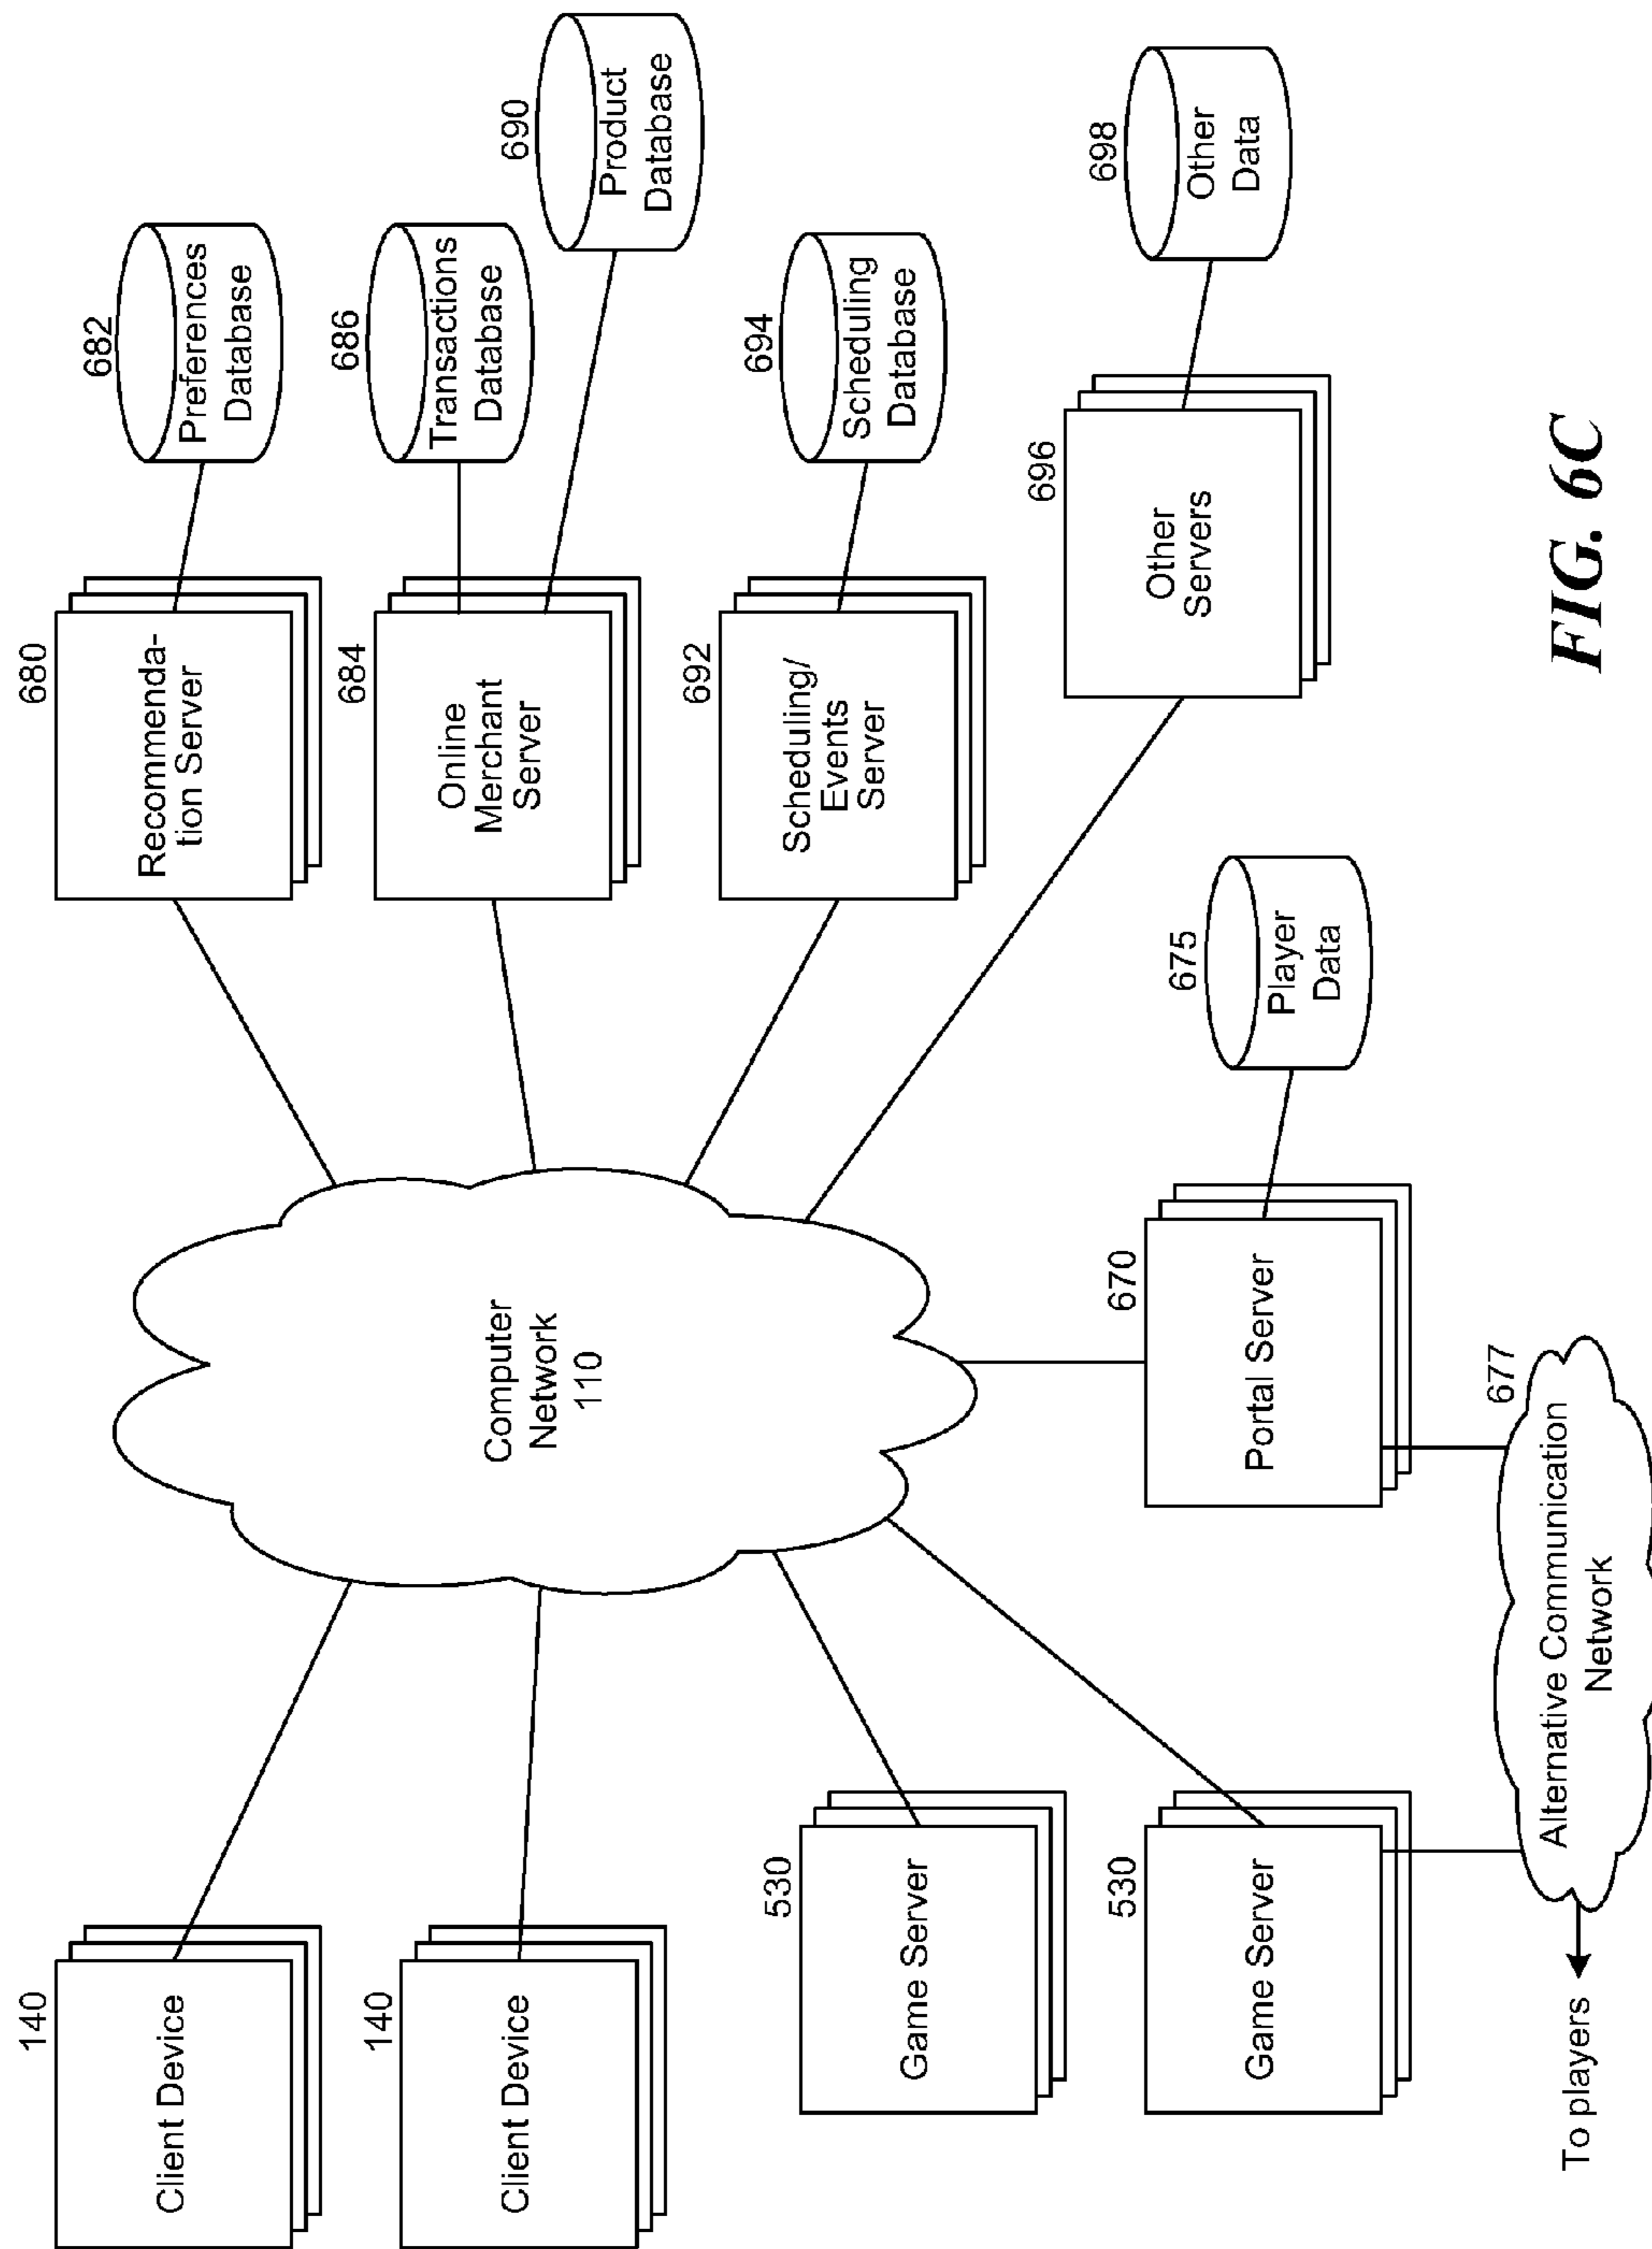 140
Client Device
140
Client Device
530
Game Server
530
Game Server
To players
Computer
Network
110
670
Portal Server
675
Player
Data
677
Alternative Communication
Network
680
Recommenda-
tion Server
682
Preferences
Database
684
Online
Merchant
Server
686
Transactions
Database
690
Product
Database
692
Scheduling/
Events
Server
694
Scheduling
Database
696
Other
Servers
698
Other
Data
FIG. 6C